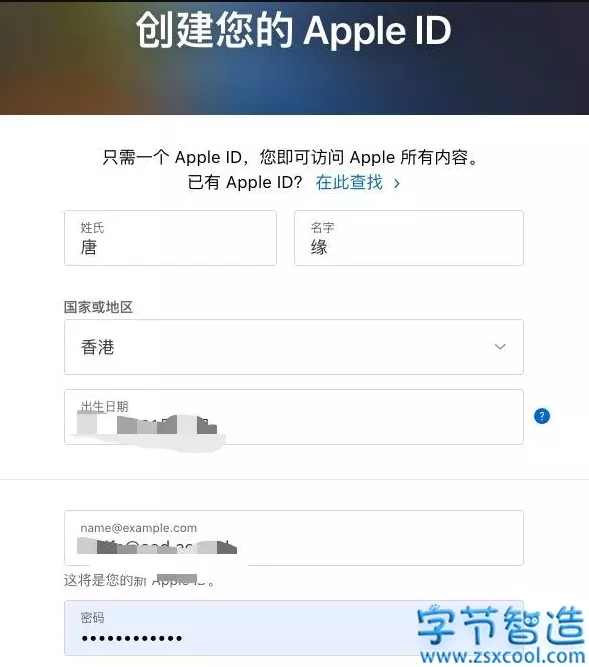 创建您的 Apple ID
只需一个 Apple ID，您即可访问 Apple 所有内容。
已有 Apple ID？ 在此查找 ›
姓氏 名字
唐 缘
国家或地区
香港
出生日期
?
name@example.com
这将是您的新 Apple ID。
密码
••••••••••••
字节智造
www.zsxcool.com